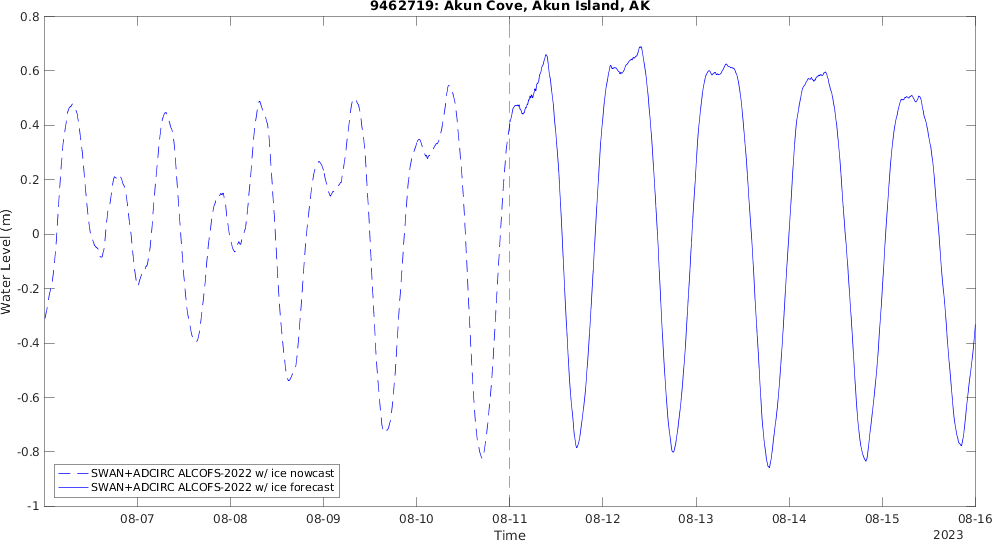 9462719: Akun Cove, Akun Island, AK
0.8
0.6
0.4
0.2
0
-0.2
-0.4
-0.6
-0.8
-1
Water Level (m)
SWAN+ADCIRC ALCOFS-2022 w/ ice nowcast
SWAN+ADCIRC ALCOFS-2022 w/ ice forecast
08-07 08-08 08-09 08-10 08-11 08-12 08-13 08-14 08-15 08-16
Time
2023